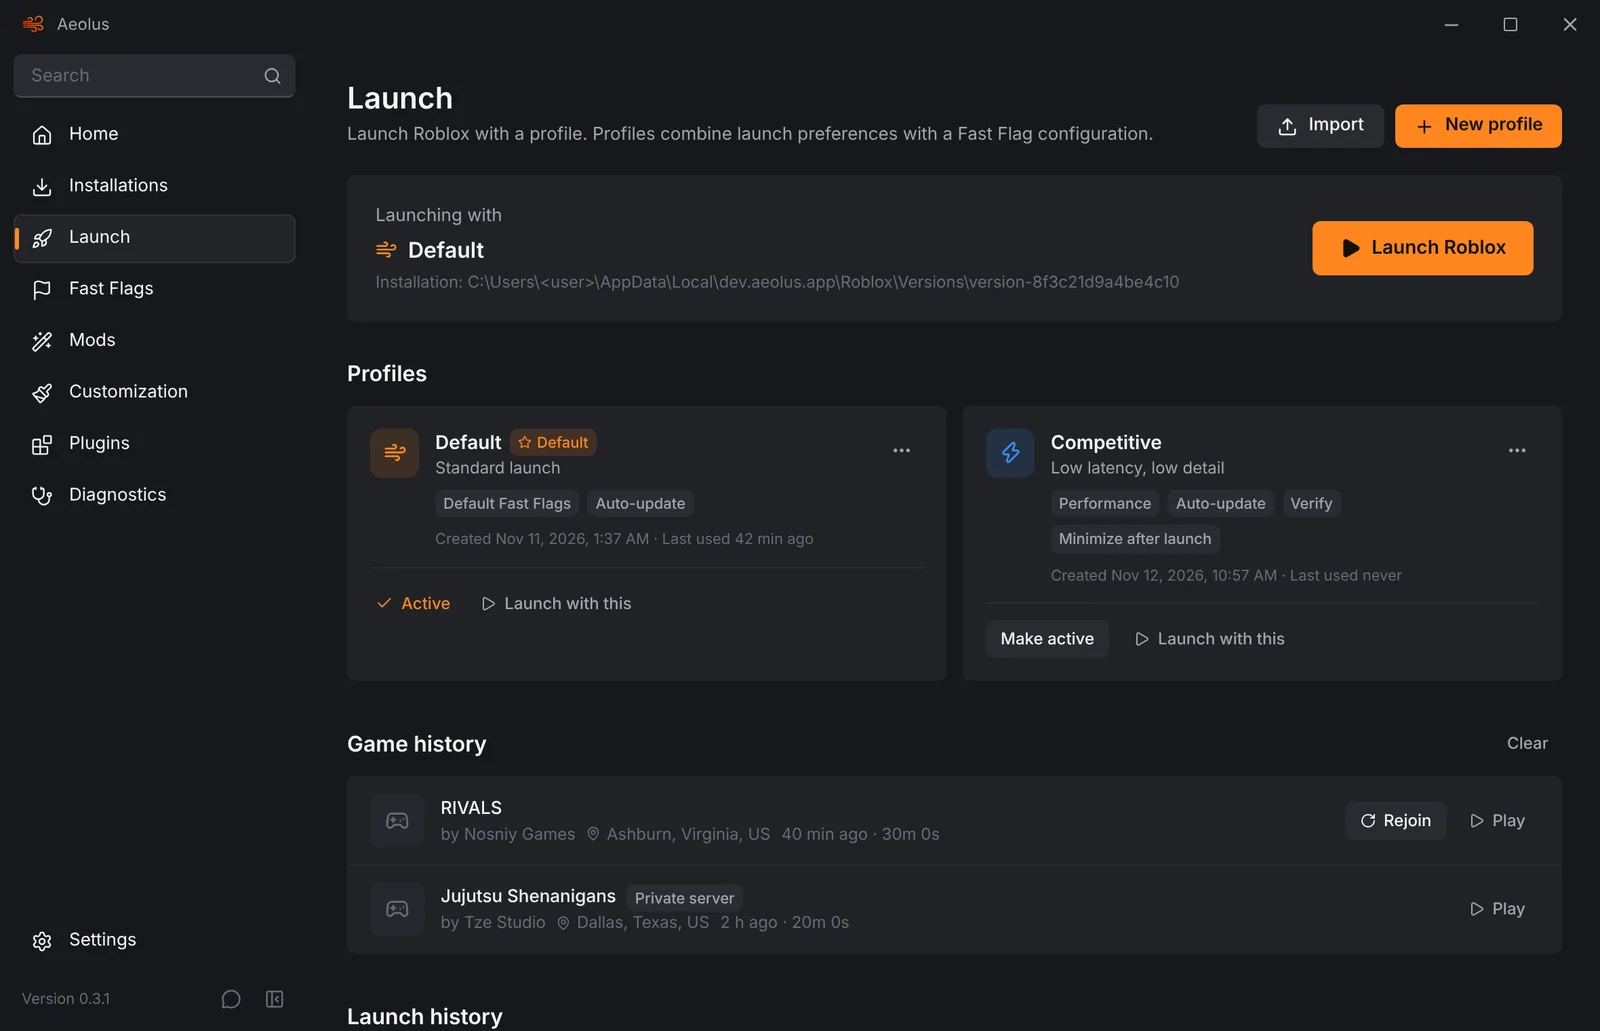 Aeolus
Search
Home
Installations
Launch
Fast Flags
Mods
Customization
Plugins
Diagnostics
Settings
Version 0.3.1
Launch
Launch Roblox with a profile. Profiles combine launch preferences with a Fast Flag configuration.
Import
New profile
Launching with
Default
Installation: C:\Users\<user>\AppData\Local\dev.aeolus.app\Roblox\Versions\version-8f3c21d9a4be4c10
Launch Roblox
Profiles
Default Default
Standard launch
Default Fast Flags Auto-update
Created Nov 11, 2026, 1:37 AM · Last used 42 min ago
Active Launch with this
Competitive
Low latency, low detail
Performance Auto-update Verify
Minimize after launch
Created Nov 12, 2026, 10:57 AM · Last used never
Make active Launch with this
Game history
Clear
RIVALS
by Nosniy Games Ashburn, Virginia, US 40 min ago · 30m 0s
Rejoin Play
Jujutsu Shenanigans Private server
by Tze Studio Dallas, Texas, US 2 h ago · 20m 0s
Play
Launch history